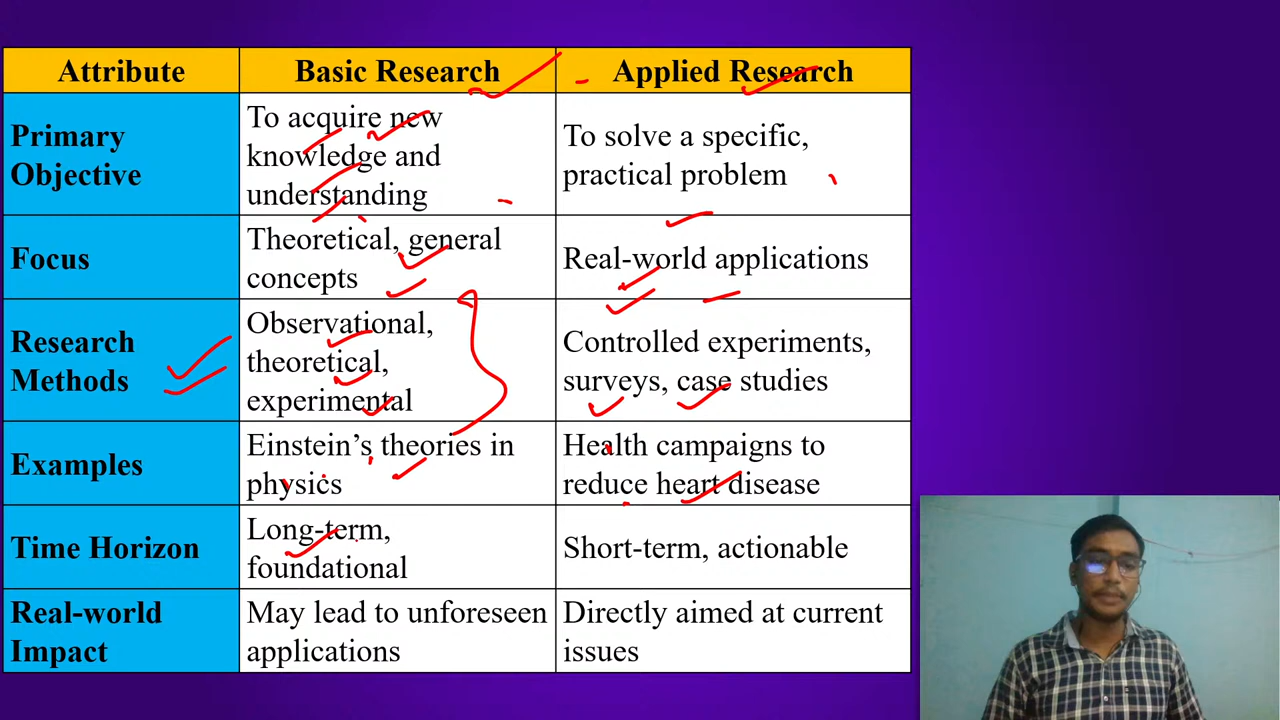 Attribute
Basic Research
Applied Research
Primary
Objective
To acquire new
knowledge and
understanding
To solve a specific,
practical problem
Focus
Theoretical, general
concepts
Real-world applications
Research
Methods
Observational,
theoretical,
experimental
Controlled experiments,
surveys, case studies
Examples
Einstein's theories in
physics
Health campaigns to
reduce heart disease
Time Horizon
Long-term,
foundational
Short-term, actionable
Real-world
Impact
May lead to unforeseen
applications
Directly aimed at current
issues